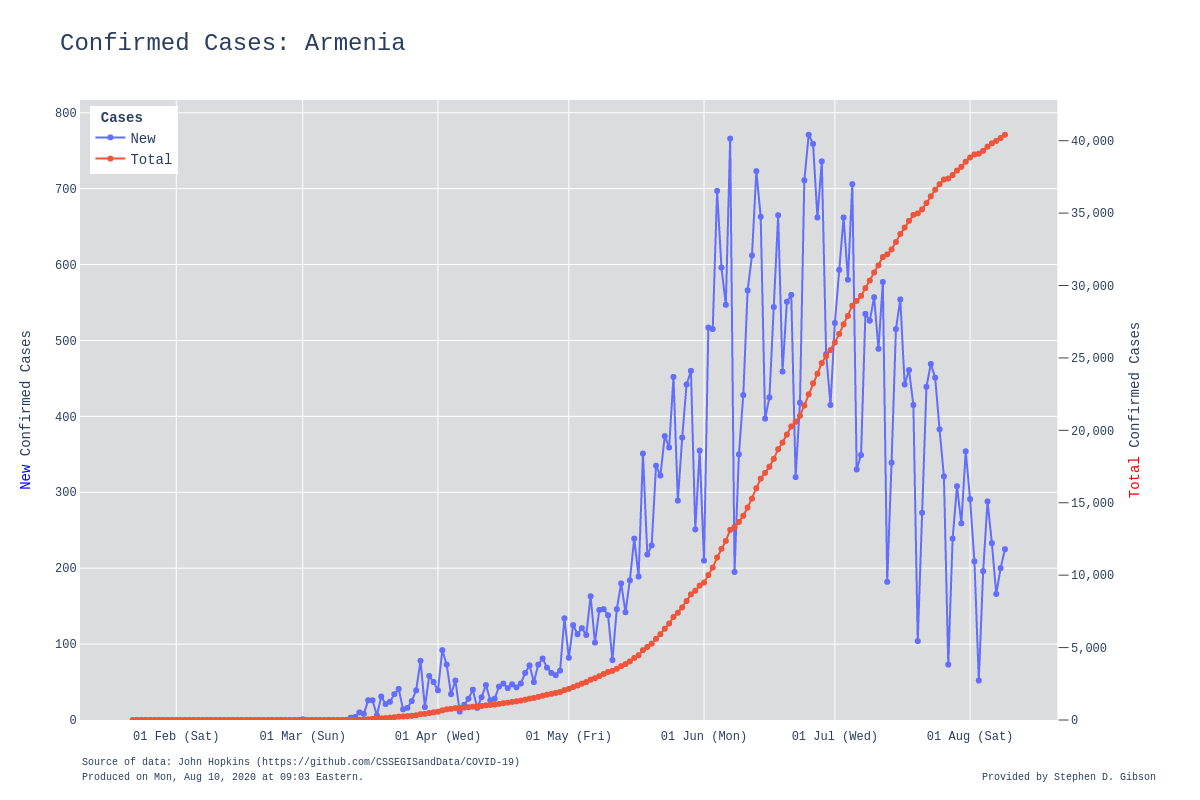 Confirmed Cases: Armenia
Cases
New
Total
800
700
600
500
400
300
200
100
0
New Confirmed Cases
40,000
35,000
30,000
25,000
20,000
15,000
10,000
5,000
0
Total Confirmed Cases
01 Feb (Sat) 01 Mar (Sun) 01 Apr (Wed) 01 May (Fri) 01 Jun (Mon) 01 Jul (Wed) 01 Aug (Sat)
Source of data: John Hopkins (https://github.com/CSSEGISandData/COVID-19)
Produced on Mon, Aug 10, 2020 at 09:03 Eastern.
Provided by Stephen D. Gibson